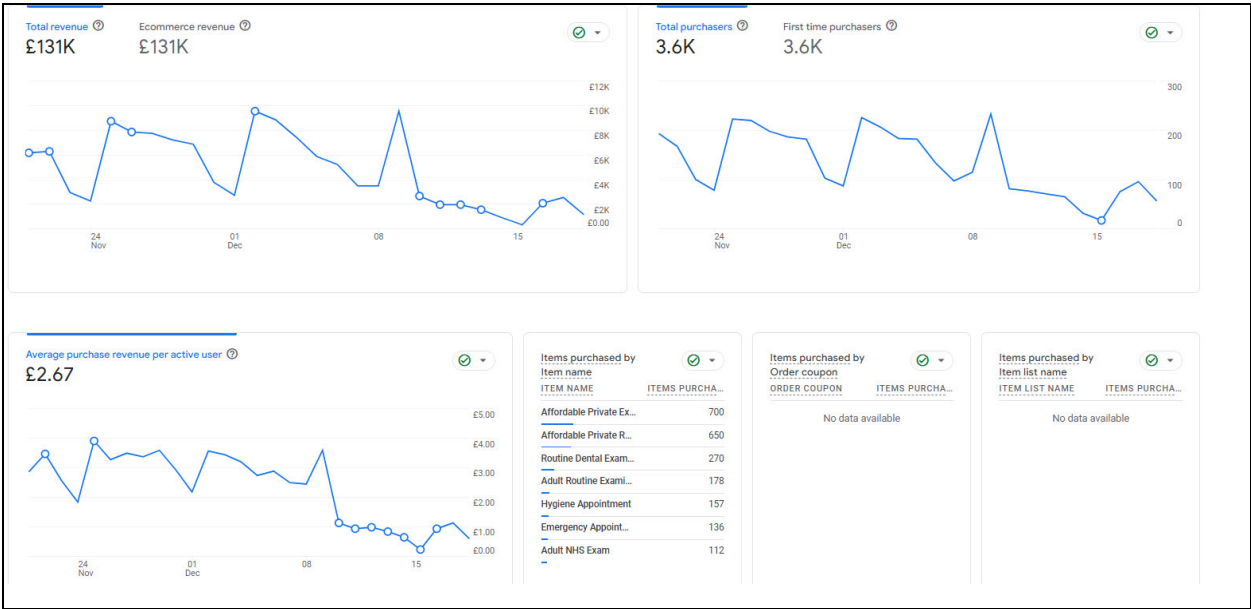 Total revenue Ecommerce revenue
£131K £131K
£12K
£10K
£8K
£6K
£4K
£2K
£0.00
24 01 08 15
Nov Dec
Total purchasers First time purchasers
3.6K 3.6K
300
200
100
0
24 01 08 15
Nov Dec
Average purchase revenue per active user
£2.67
£5.00
£4.00
£3.00
£2.00
£1.00
£0.00
24 01 08 15
Nov Dec
Items purchased by
Item name
ITEM NAME ITEMS PURCHA...
Affordable Private Ex... 700
Affordable Private R... 650
Routine Dental Exam... 270
Adult Routine Exami... 178
Hygiene Appointment 157
Emergency Appoint... 136
Adult NHS Exam 112
Items purchased by
Order coupon
ORDER COUPON ITEMS PURCHA...
No data available
Items purchased by
Item list name
ITEM LIST NAME ITEMS PURCHA...
No data available